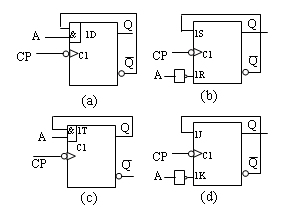 A & 1D Q
CP C1 Q̅
(a)
1S Q
CP C1 Q̅
A 1R
(b)
& 1T Q
A
C1
CP Q̅
(c)
1J Q
CP C1 Q̅
A 1K
(d)